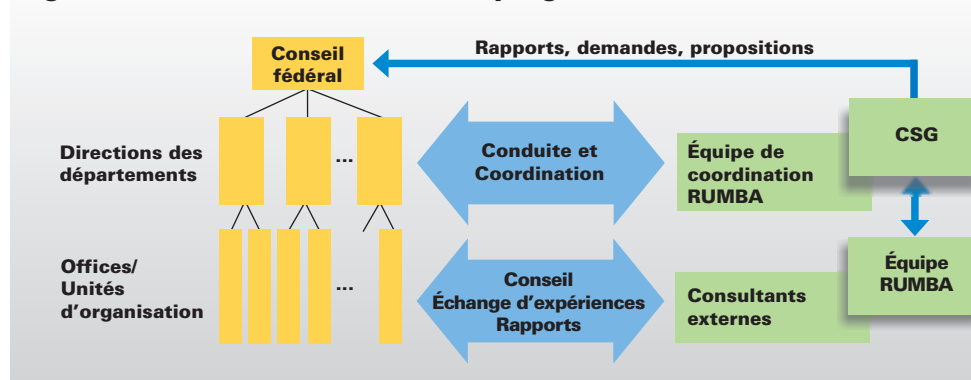 Rapports, demandes, propositions
Conseil
fédéral
CSG
Directions des
départements
...
Conduite et
Coordination
Équipe de
coordination
RUMBA
Offices/
Unités
d'organisation
...
Conseil
Échange d'expériences
Rapports
Consultants
externes
Équipe
RUMBA